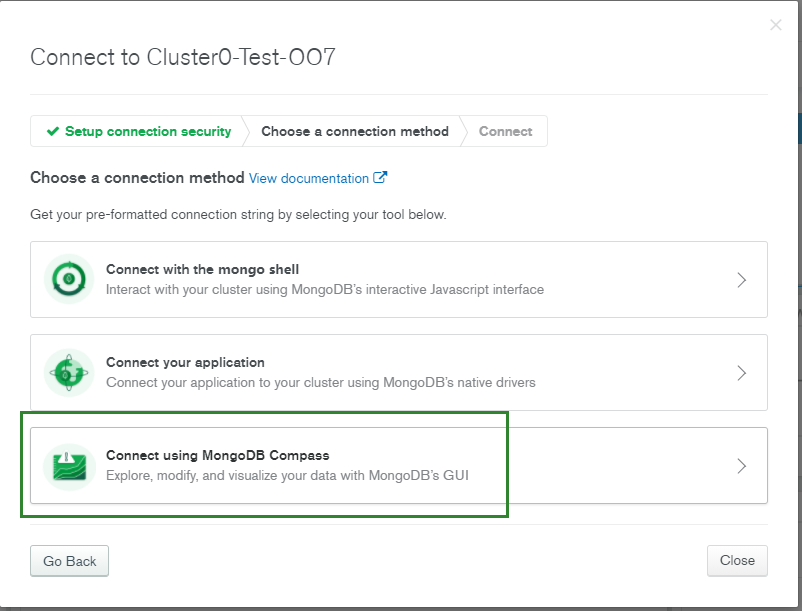 Connect to Cluster0-Test-OO7
Setup connection security
Choose a connection method
Connect
Choose a connection method View documentation
Get your pre-formatted connection string by selecting your tool below.
Connect with the mongo shell
Interact with your cluster using MongoDB's interactive Javascript interface
Connect your application
Connect your application to your cluster using MongoDB's native drivers
Connect using MongoDB Compass
Explore, modify, and visualize your data with MongoDB's GUI
Go Back
Close